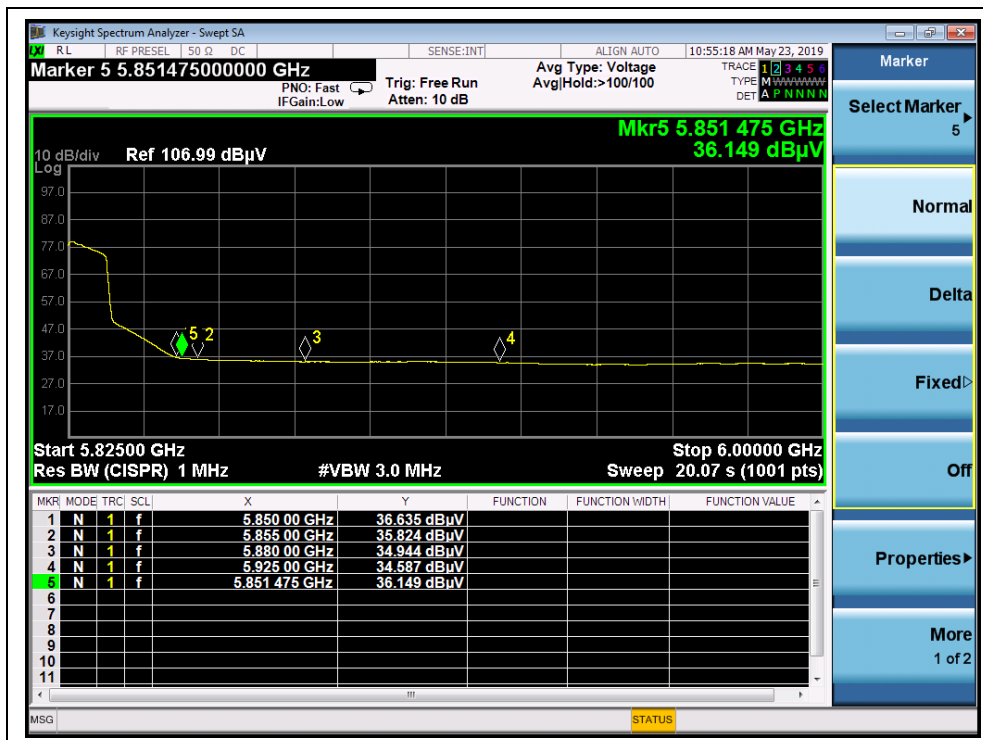 Keysight Spectrum Analyzer - Swept SA
LXI RL RF PRESEL 50 Ω DC SENSE:INT ALIGN AUTO 10:55:18 AM May 23, 2019
Marker 5 5.851475000000 GHz
PNO: Fast
IFGain:Low
Trig: Free Run
Atten: 10 dB
Avg Type: Voltage
Avg|Hold:>100/100
TRACE 1 2 3 4 5 6
TYPE MWWWWW
DET A P N N N N
Mkr5 5.851 475 GHz
36.149 dBµV
10 dB/div Ref 106.99 dBµV
Log
97.0
87.0
77.0
67.0
57.0
47.0
37.0
27.0
17.0
5 2 3 4
Start 5.82500 GHz Stop 6.00000 GHz
Res BW (CISPR) 1 MHz #VBW 3.0 MHz Sweep 20.07 s (1001 pts)
MKR MODE TRC SCL X Y FUNCTION FUNCTION WIDTH FUNCTION VALUE
1 N 1 f 5.850 00 GHz 36.635 dBµV
2 N 1 f 5.855 00 GHz 35.824 dBµV
3 N 1 f 5.880 00 GHz 34.944 dBµV
4 N 1 f 5.925 00 GHz 34.587 dBµV
5 N 1 f 5.851 475 GHz 36.149 dBµV
6
7
8
9
10
11
MSG STATUS
Marker
Select Marker
5
Normal
Delta
Fixed
Off
Properties
More
1 of 2